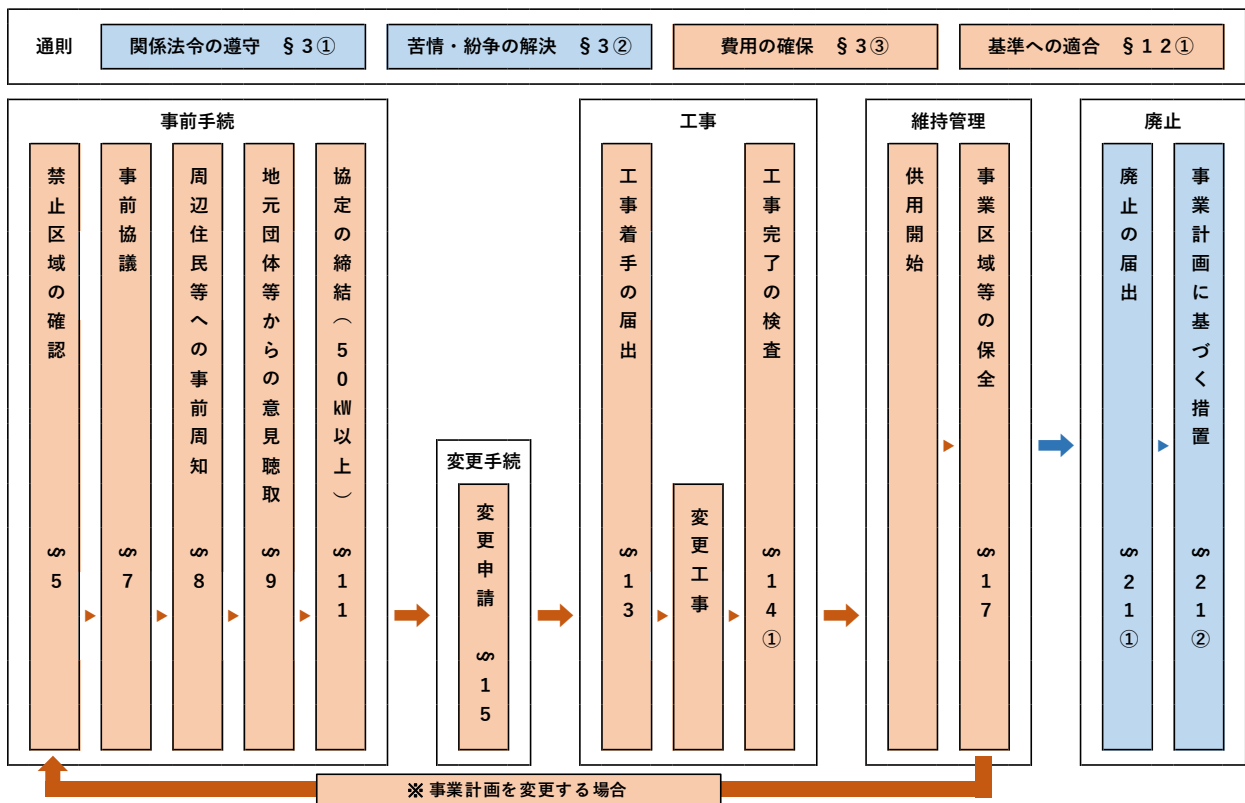 通則
関係法令の遵守 §3①
苦情・紛争の解決 §3②
費用の確保 §3③
基準への適合 §12①
事前手続
禁止区域の確認 §5
事前協議 §7
周辺住民等への事前周知 §8
地元団体等からの意見聴取 §9
協定の締結(50㎾以上) §11
変更手続
変更申請 §15
工事
工事着手の届出 §13
変更工事
工事完了の検査 §14①
維持管理
供用開始
事業区域等の保全 §17
廃止
廃止の届出 §21①
事業計画に基づく措置 §21②
※事業計画を変更する場合